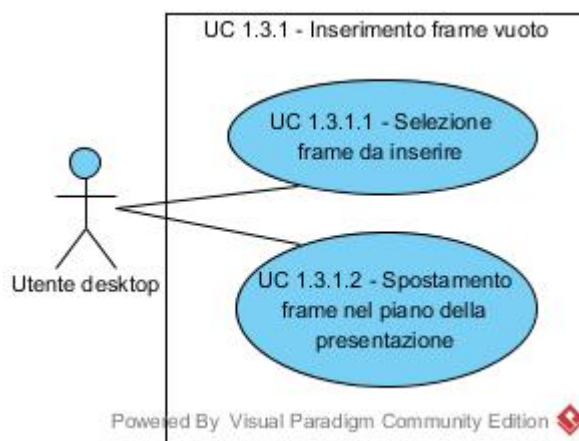 UC 1.3.1 - Inserimento frame vuoto
UC 1.3.1.1 - Selezione
frame da inserire
Utente desktop
UC 1.3.1.2 - Spostamento
frame nel piano della
presentazione
Powered By Visual Paradigm Community Edition